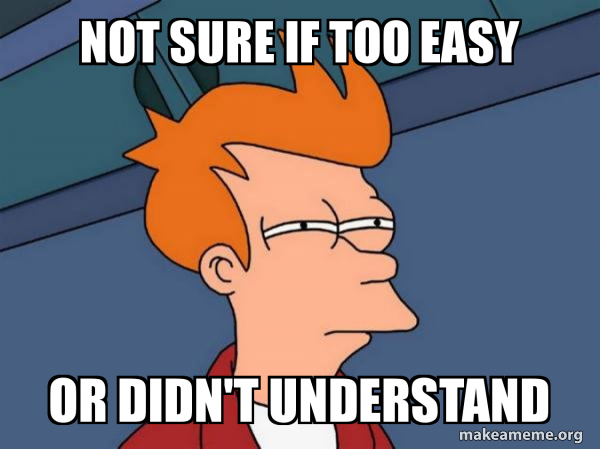 NOT SURE IF TOO EASY
OR DIDN'T UNDERSTAND
makeameme.org